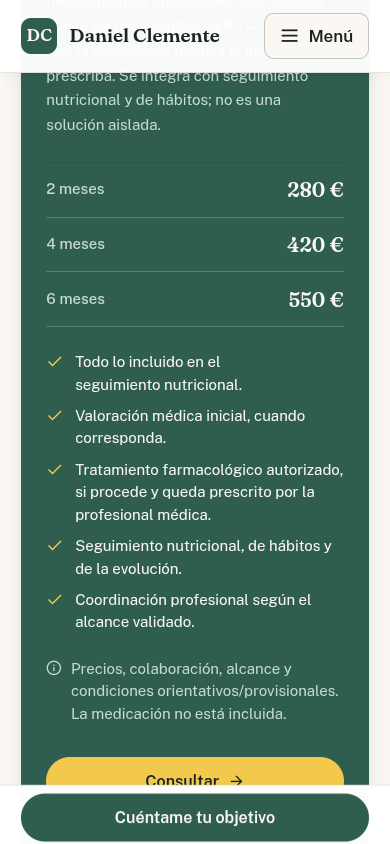 DC
Daniel Clemente
Menú
prescriba. Se integra con seguimiento
nutricional y de hábitos; no es una
solución aislada.
2 meses 280 €
4 meses 420 €
6 meses 550 €
Todo lo incluido en el
seguimiento nutricional.
Valoración médica inicial, cuando
corresponda.
Tratamiento farmacológico autorizado,
si procede y queda prescrito por la
profesional médica.
Seguimiento nutricional, de hábitos y
de la evolución.
Coordinación profesional según el
alcance validado.
Precios, colaboración, alcance y
condiciones orientativos/provisionales.
La medicación no está incluida.
Consultar →
Cuéntame tu objetivo